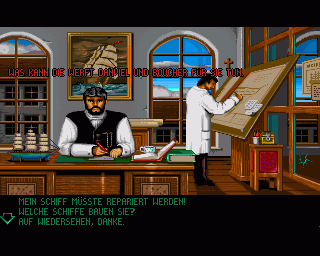 WAS KANN DIE WERFT DANIEL UND BOUCHER FÜR SIE TUN.
MEIN SCHIFF MÜSSTE REPARIERT WERDEN!
WELCHE SCHIFFE BAUEN SIE?
AUF WIEDERSEHEN, DANKE.